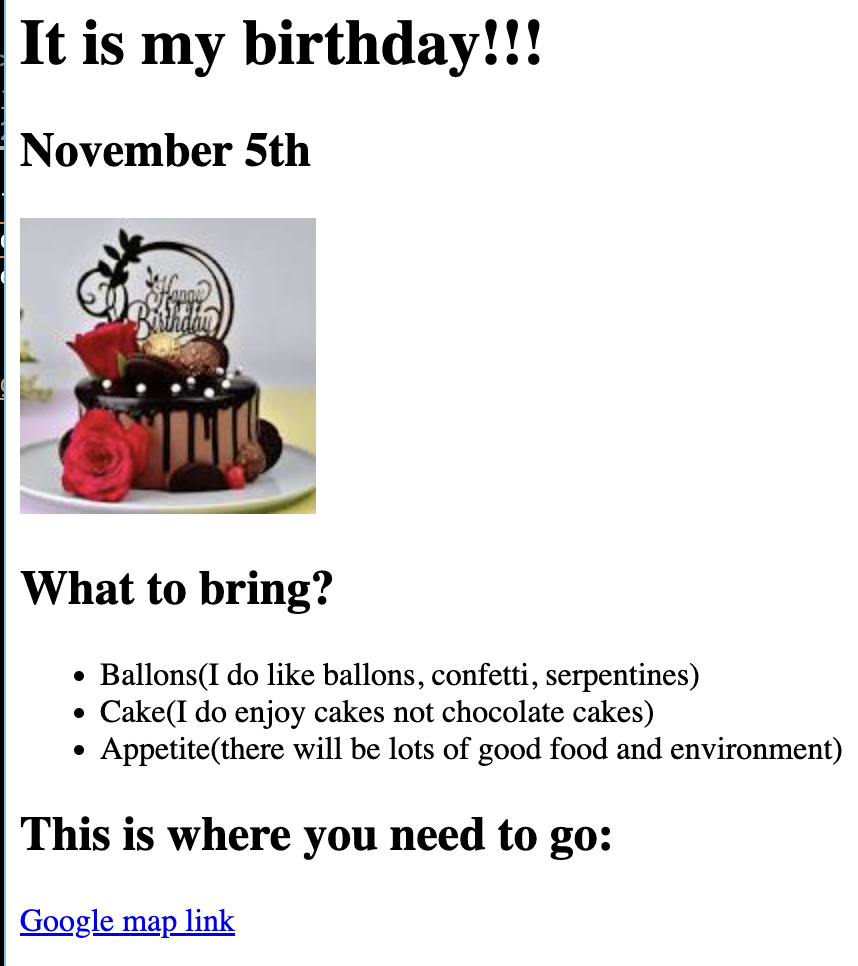 It is my birthday!!!
November 5th
Happy
Birthday
What to bring?
• Ballons(I do like ballons, confetti, serpentines)
• Cake(I do enjoy cakes not chocolate cakes)
• Appetite(there will be lots of good food and environment)
This is where you need to go:
Google map link